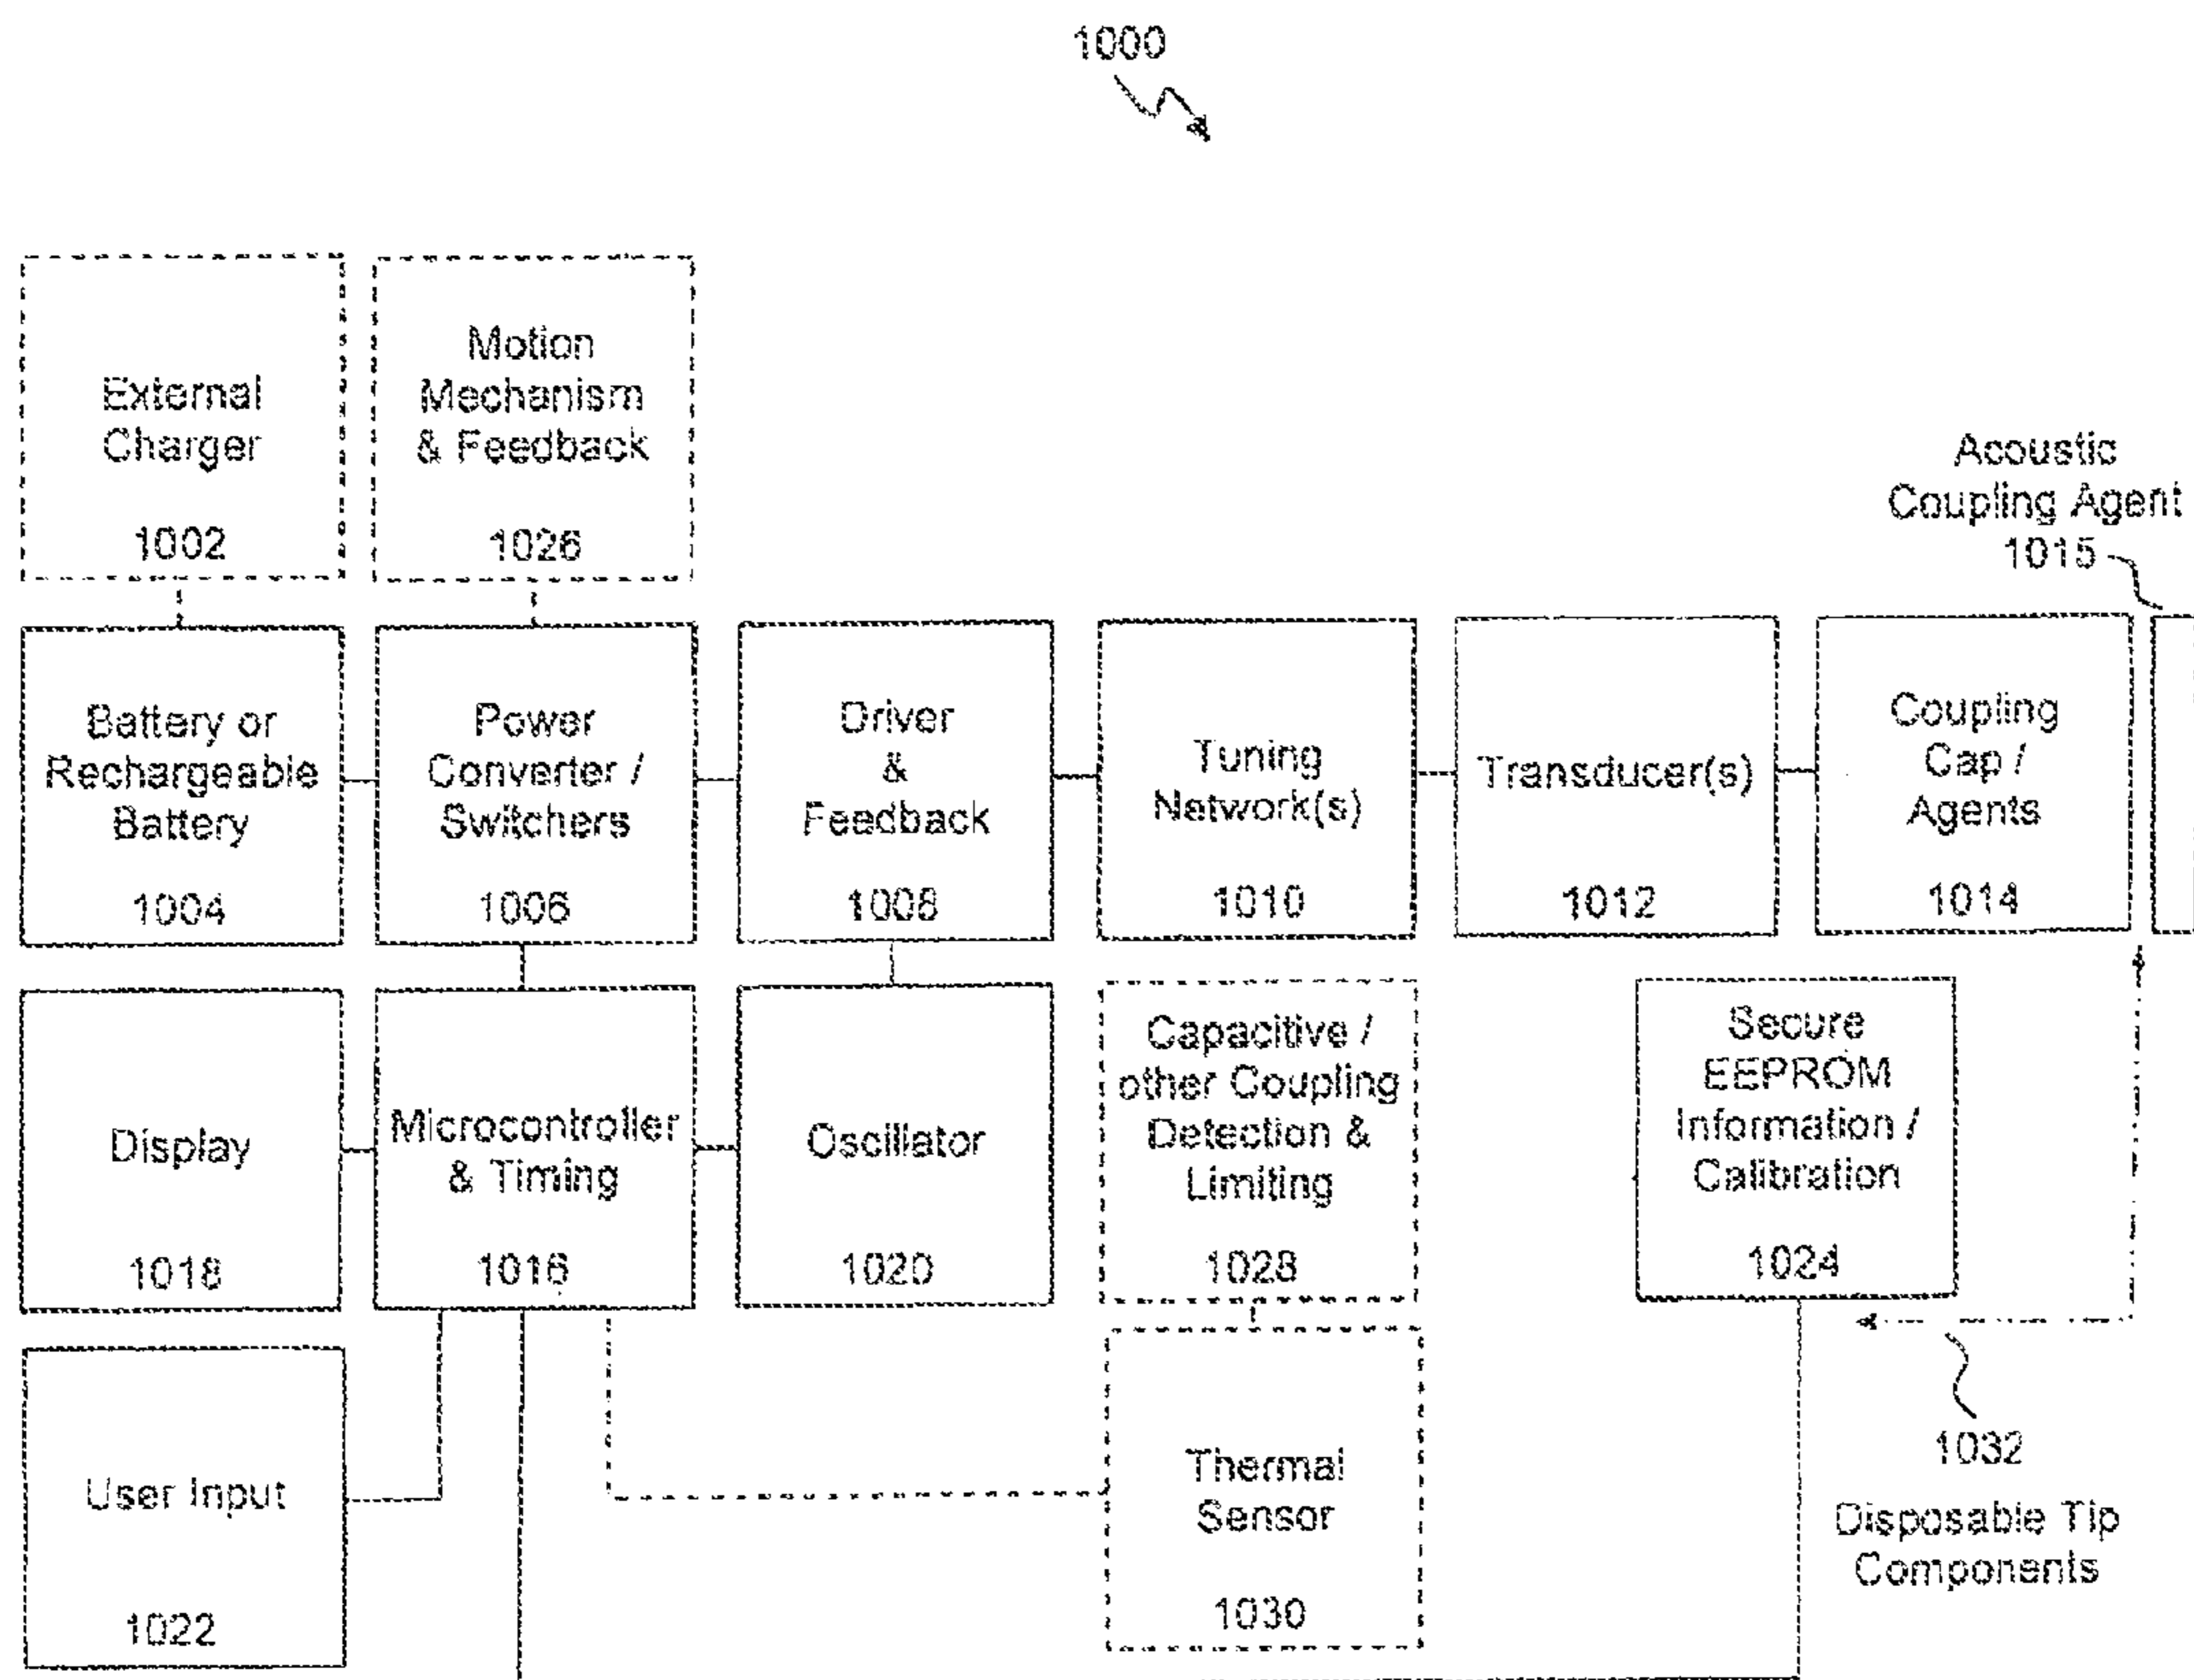 1000
External
Charger
1002
Motion
Mechanism
& Feedback
1026
Acoustic
Coupling Agent
1015
Battery or
Rechargeable
Battery
1004
Power
Converter /
Switchers
1006
Driver
&
Feedback
1008
Tuning
Network(s)
1010
Transducer(s)
1012
Coupling
Cap /
Agents
1014
Display
1018
Microcontroller
& Timing
1016
Oscillator
1020
Capacitive /
other Coupling
Detection &
Limiting
1028
Secure
EEPROM
Information /
Calibration
1024
User Input
1022
Thermal
Sensor
1030
1032
Disposable Tip
Components